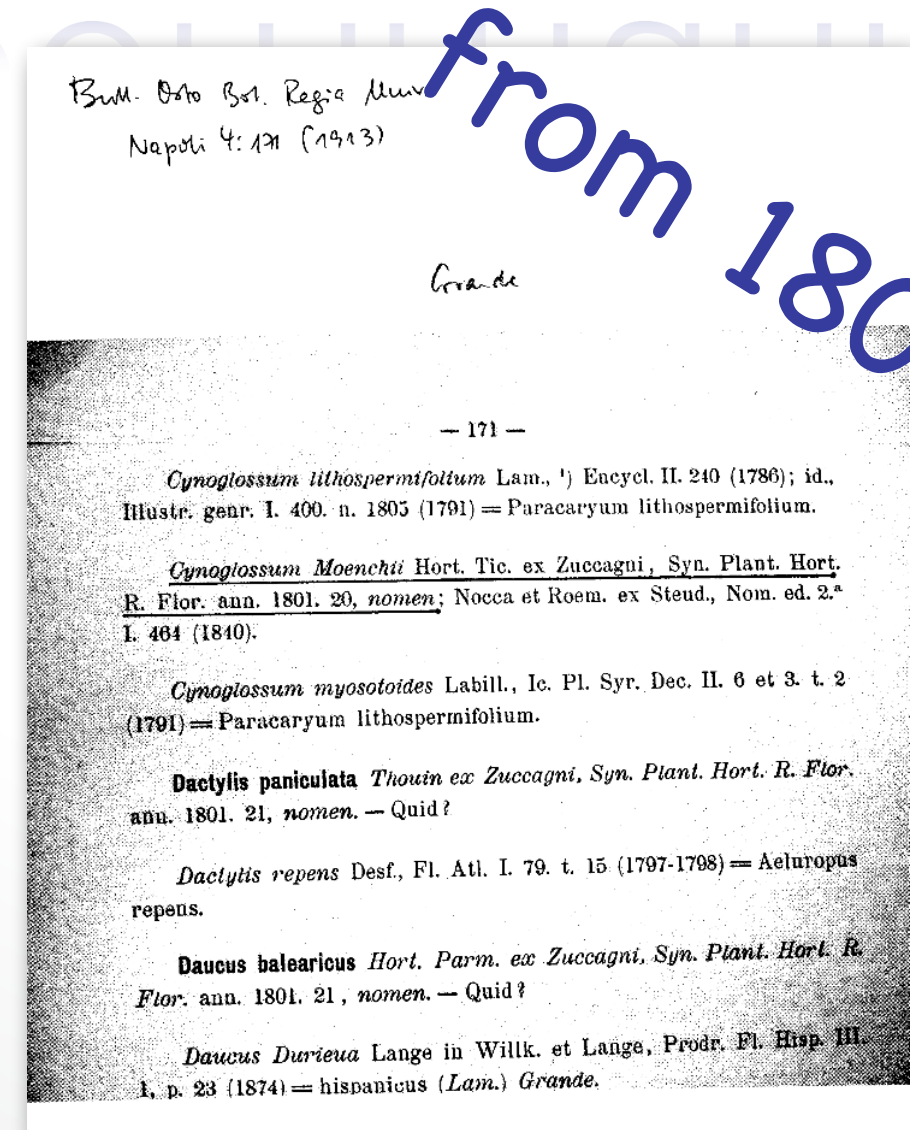 Bull. Orto Bot. Regia Univ
Napoli 4: 171 (1913)
from 180
Grande
— 171 —
Cynoglossum lithospermifolium Lam., ¹) Encycl. II. 240 (1786); id.,
Illustr. genr. I. 400. n. 1805 (1791) = Paracaryum lithospermifolium.
Cynoglossum Moenchii Hort. Tic. ex Zuccagni, Syn. Plant. Hort.
R. Flor. ann. 1801. 20, nomen; Nocca et Roem. ex Steud., Nom. ed. 2.ª
I. 464 (1840).
Cynoglossum myosotoides Labill., Ic. Pl. Syr. Dec. II. 6 et 3. t. 2
(1791) = Paracaryum lithospermifolium.
Dactylis paniculata Thouin ex Zuccagni, Syn. Plant. Hort. R. Flor.
ann. 1801. 21, nomen. — Quid?
Dactylis repens Desf., Fl. Atl. I. 79. t. 15 (1797-1798) = Aeluropus
repens.
Daucus balearicus Hort. Parm. ex Zuccagni, Syn. Plant. Hort. R.
Flor. ann. 1801. 21, nomen. — Quid?
Daucus Durieua Lange in Willk. et Lange, Prodr. Fl. Hisp. III.
1, p. 23 (1874) = hispanicus (Lam.) Grande.